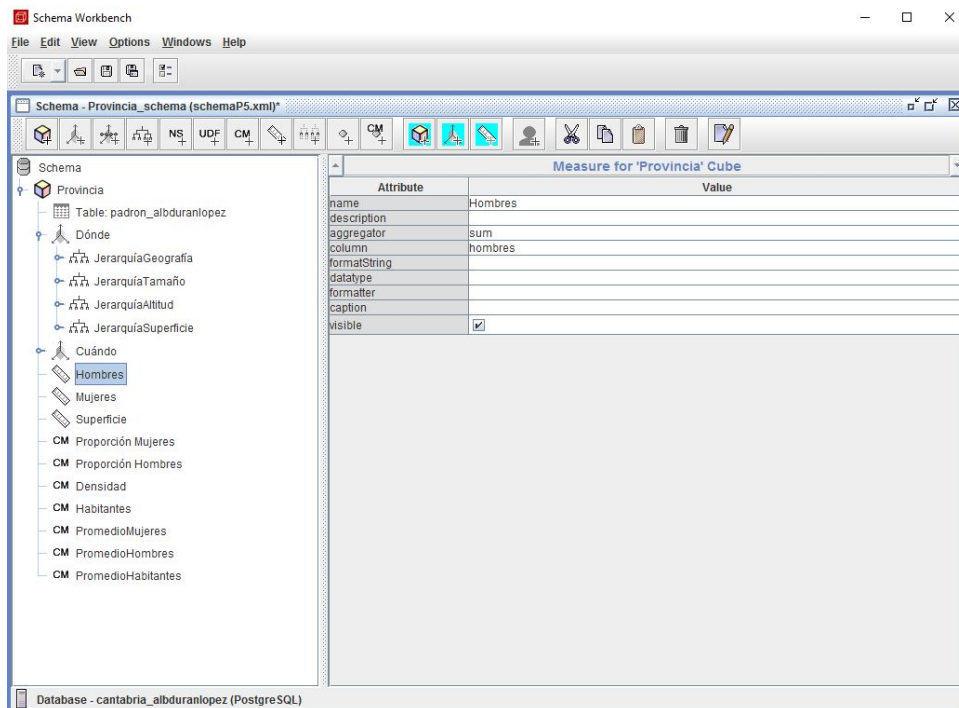 Schema Workbench
File Edit View Options Windows Help
Schema - Provincia_schema (schemaP5.xml)*
NS UDF CM CM
Schema
Provincia
Table: padron_albduranlopez
Dónde
JerarquíaGeografía
JerarquíaTamaño
JerarquíaAltitud
JerarquíaSuperficie
Cuándo
Hombres
Mujeres
Superficie
CM Proporción Mujeres
CM Proporción Hombres
CM Densidad
CM Habitantes
CM PromedioMujeres
CM PromedioHombres
CM PromedioHabitantes
Measure for 'Provincia' Cube
Attribute Value
name Hombres
description
aggregator sum
column hombres
formatString
datatype
formatter
caption
visible
Database - cantabria_albduranlopez (PostgreSQL)